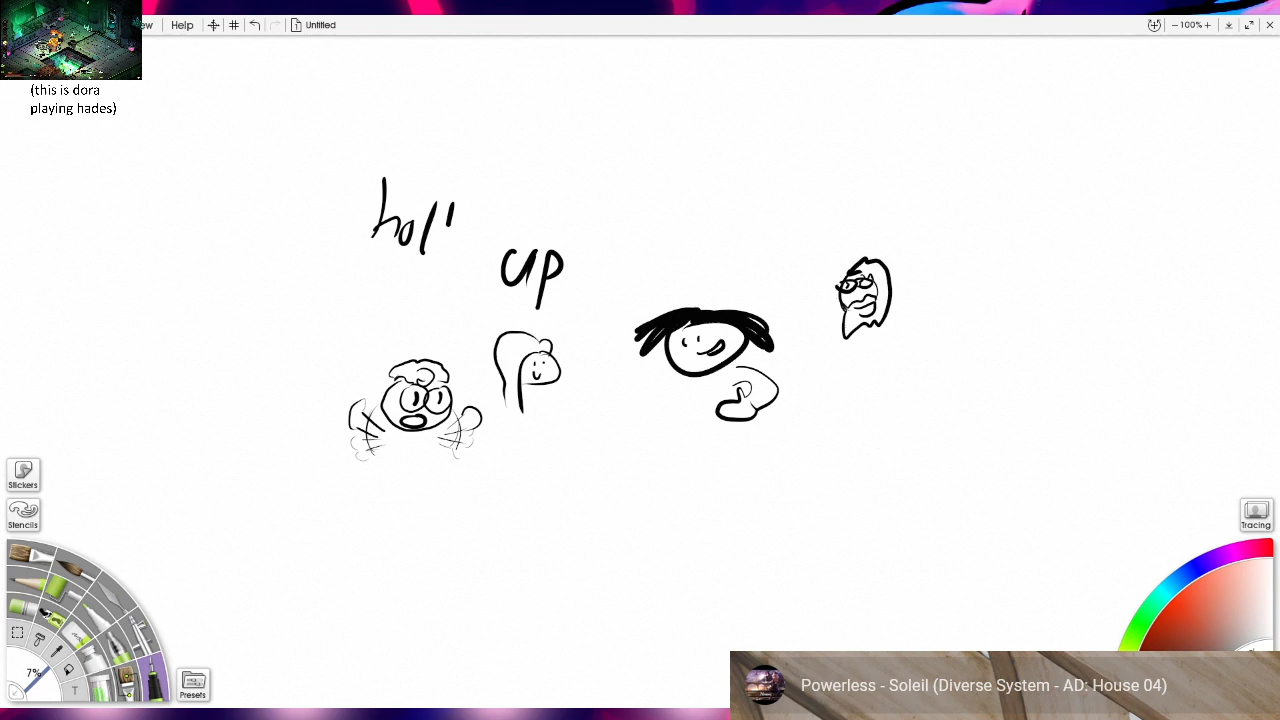 ew Help Untitled 100%
(this is dora
playing hades)
hol'
up
Stickers
Stencils
Tracing
7%
Presets
Powerless - Soleil (Diverse System - AD: House 04)